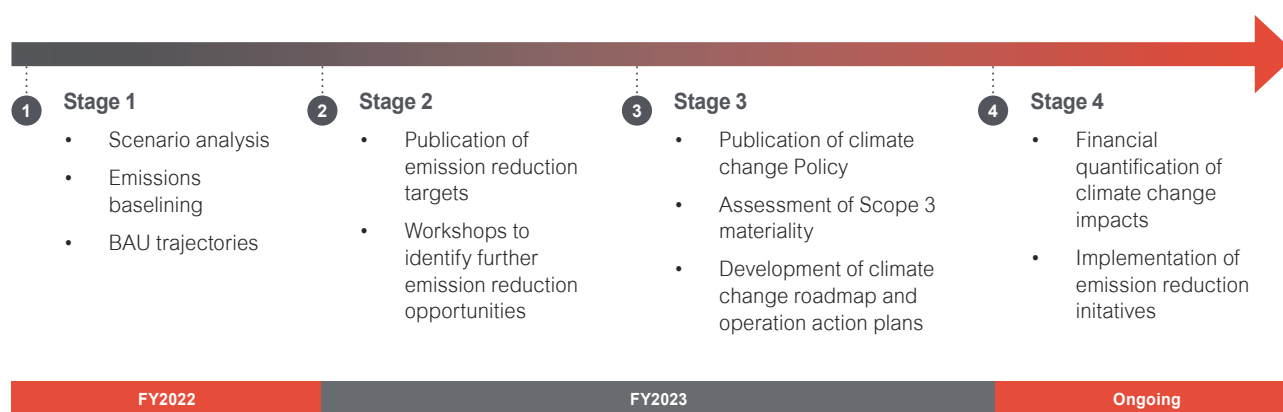 1
Stage 1
• Scenario analysis
• Emissions
baselining
• BAU trajectories
2
Stage 2
• Publication of
emission reduction
targets
• Workshops to
identify further
emission reduction
opportunities
3
Stage 3
• Publication of climate
change Policy
• Assessment of Scope 3
materiality
• Development of climate
change roadmap and
operation action plans
4
Stage 4
• Financial
quantification of
climate change
impacts
• Implementation of
emission reduction
initatives
FY2022
FY2023
Ongoing